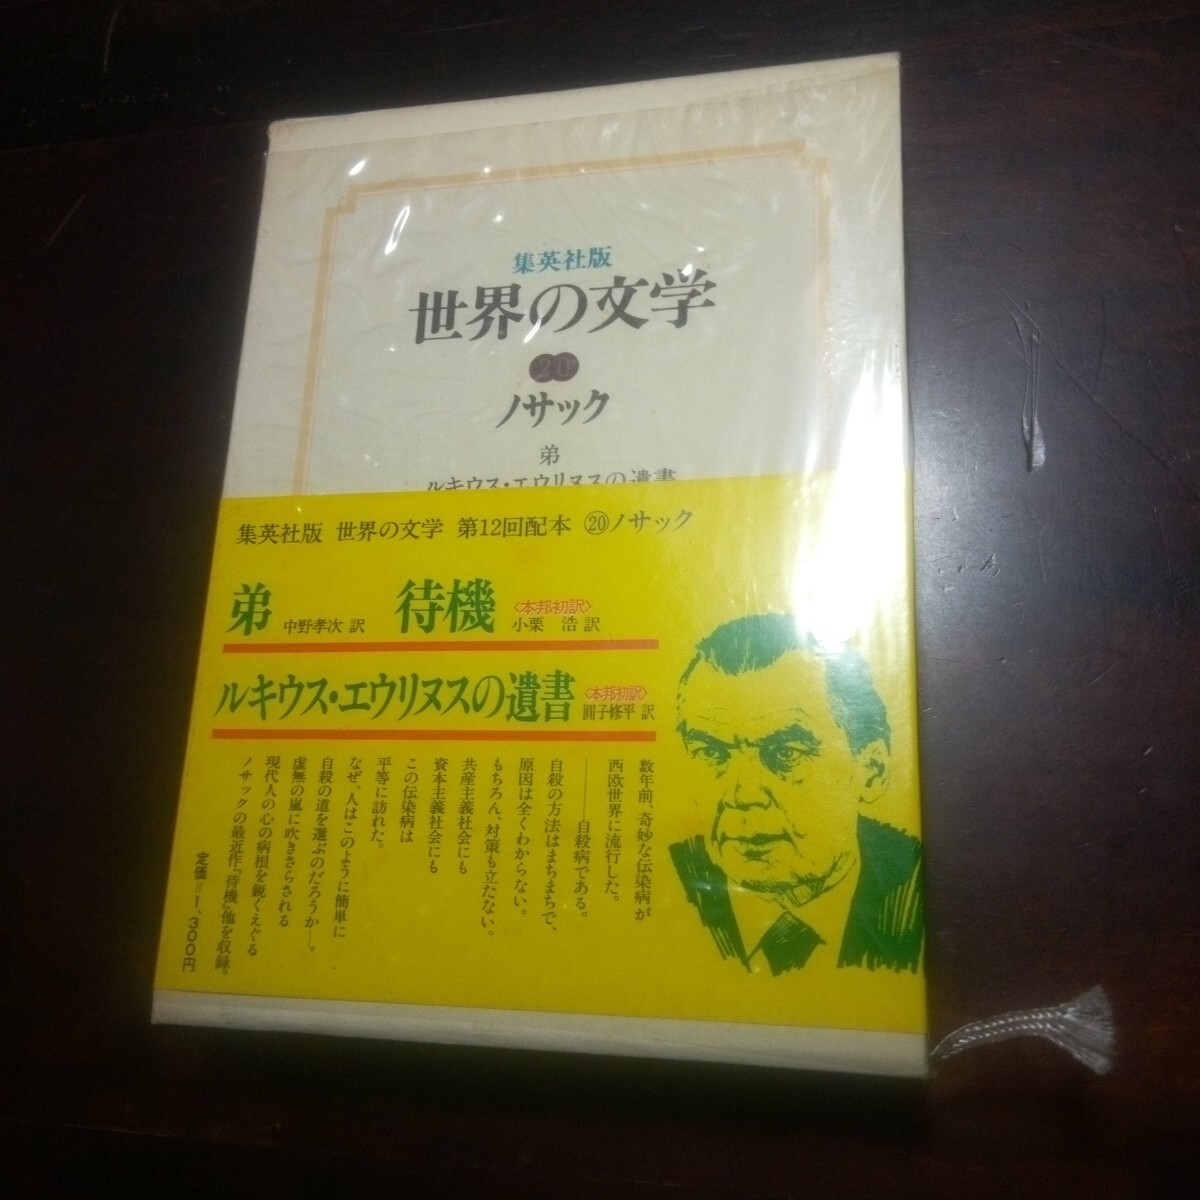 集英社版
世界の文学
20
ノサック
弟
ルキウス・エウリヌスの遺書
集英社版 世界の文学 第12回配本 ⑳ノサック
弟 中野孝次 訳 待機 〈本邦初訳〉 小栗 浩 訳
ルキウス・エウリヌスの遺書 〈本邦初訳〉 圓子修平 訳
数年前、奇妙な伝染病が
西欧世界に流行した。
――自殺病である。
自殺の方法はまちまちで、
原因は全くわからない。
もちろん、対策も立たない。
共産主義社会にも
資本主義社会にも
この伝染病は
平等に訪れた。
なぜ、人はこのように簡単に
自殺の道を選ぶのだろうか―。
虚無の嵐に吹きさらされる
現代人の心の病根を鋭くえぐる
ノサックの最近作『待機』他を収録。
定価=1,300円